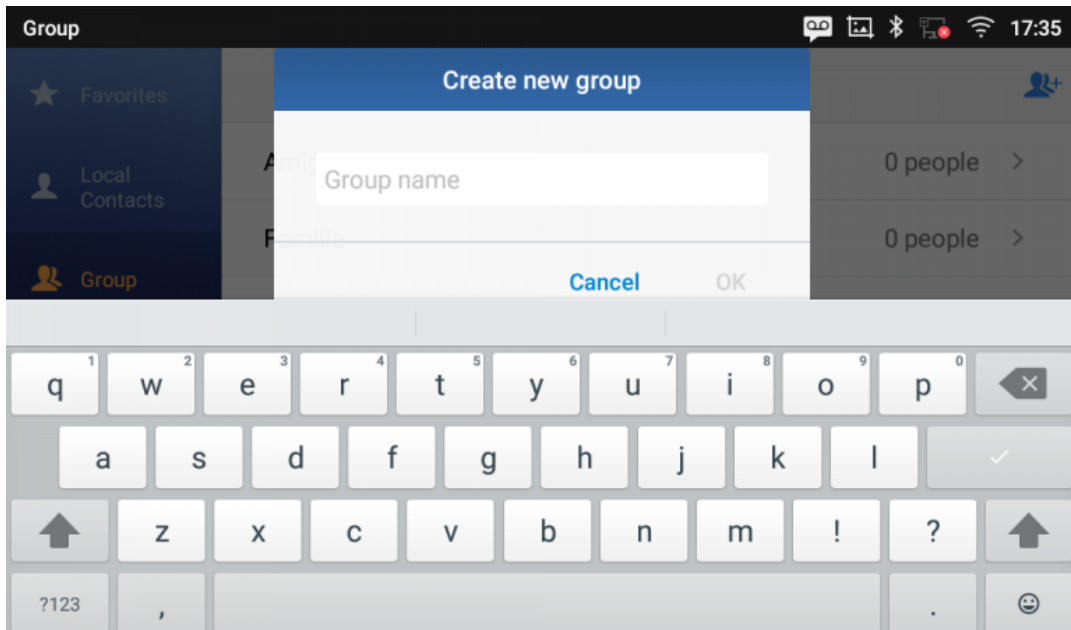 Group 17:35
Create new group
Favorites
Local
Contacts
Group
0 people
Familia
0 people
Group name
Cancel OK
1 2 3 4 5 6 7 8 9 0
q w e r t y u i o p
a s d f g h j k l
z x c v b n m ! ?
?123 , .